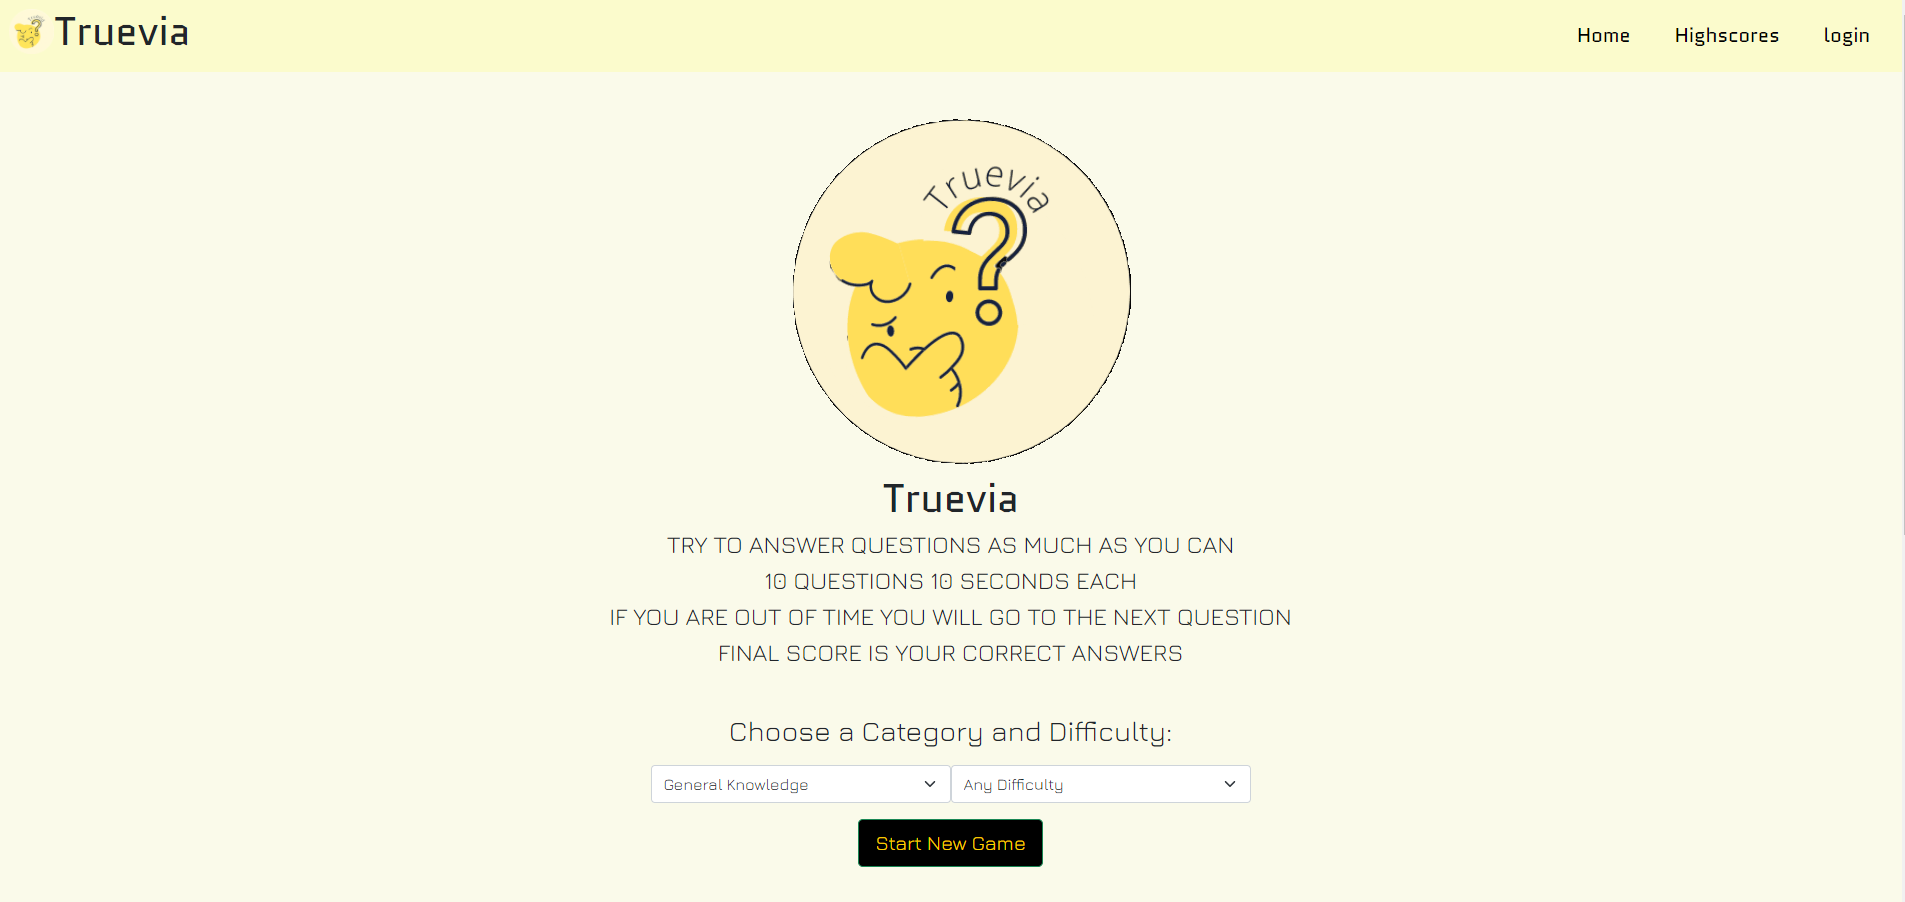 Truevia
Home Highscores login
Truevia
?
Truevia
TRY TO ANSWER QUESTIONS AS MUCH AS YOU CAN
10 QUESTIONS 10 SECONDS EACH
IF YOU ARE OUT OF TIME YOU WILL GO TO THE NEXT QUESTION
FINAL SCORE IS YOUR CORRECT ANSWERS
Choose a Category and Difficulty:
General Knowledge Any Difficulty
Start New Game